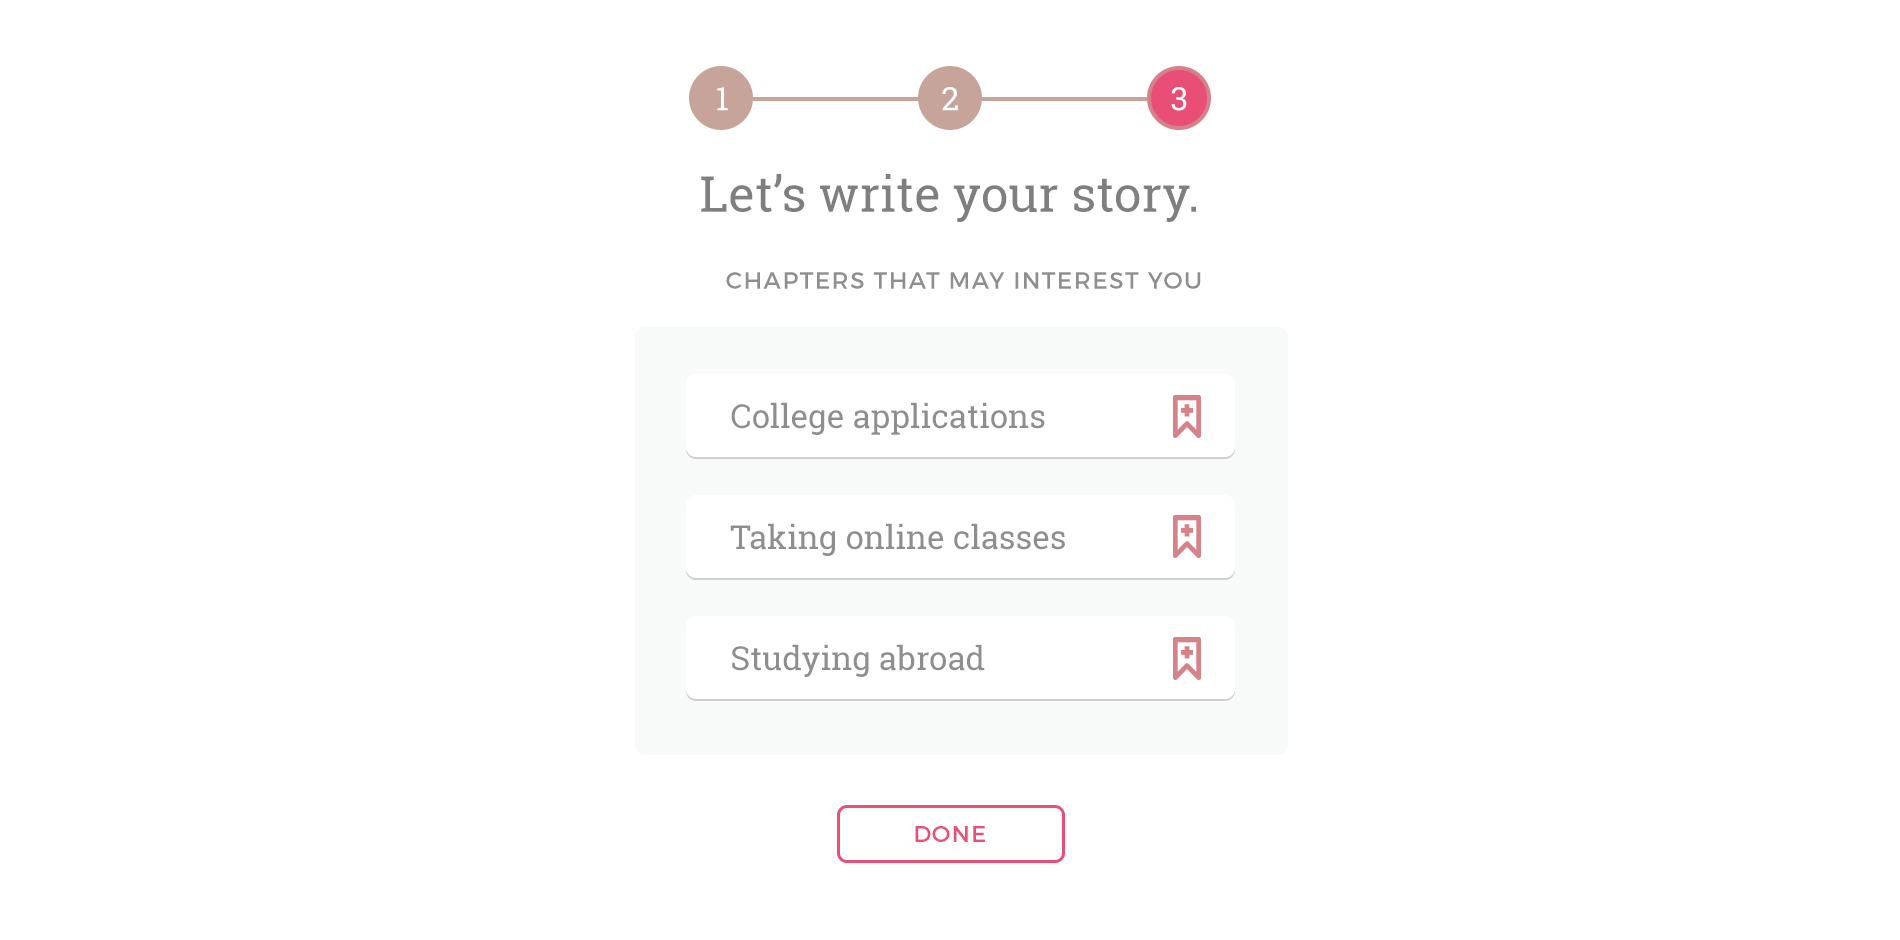 1 2 3
Let’s write your story.
CHAPTERS THAT MAY INTEREST YOU
College applications
Taking online classes
Studying abroad
DONE